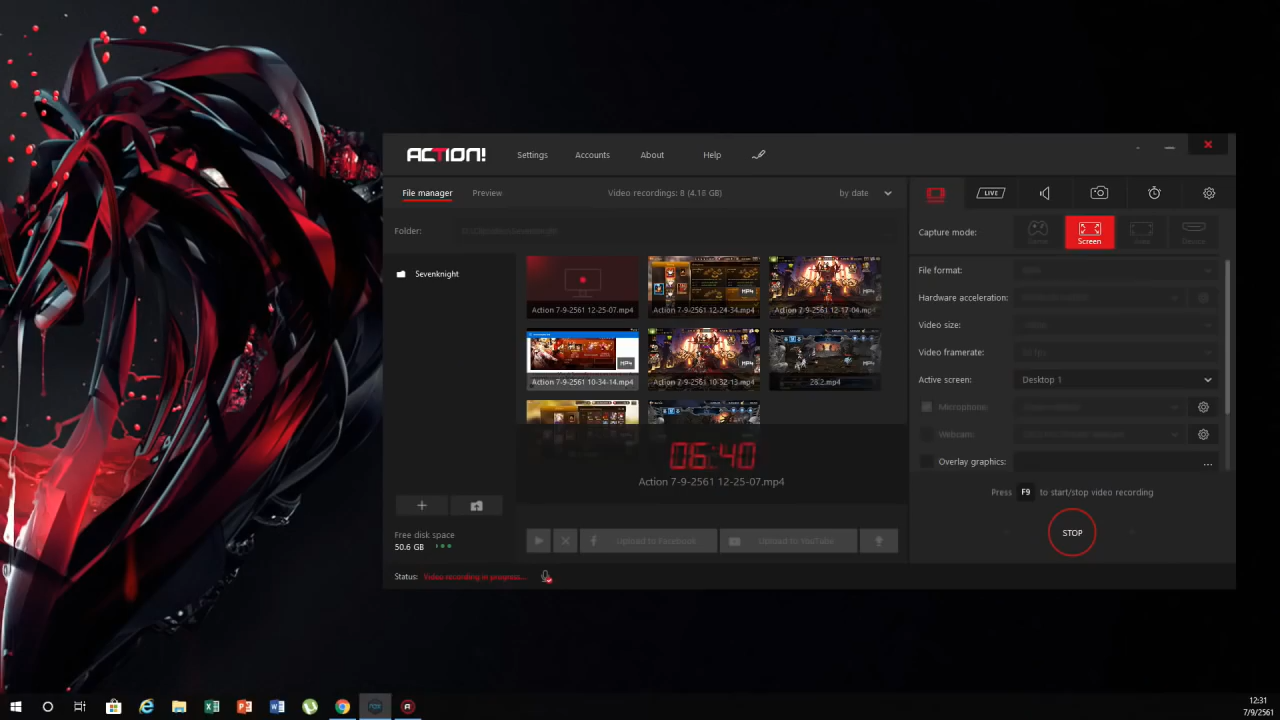 ACTION!
Settings
Accounts
About
Help
File manager
Preview
Video recordings: 8 (4.18 GB)
by date
LIVE
Folder:
Capture mode:
Screen
Sevenknight
Action 7-9-2561 12-25-07.mp4
Action 7-9-2561 12-24-34.mp4
Action 7-9-2561 12-17-04.mp4
Action 7-9-2561 10-34-14.mp4
Action 7-9-2561 10-32-13.mp4
28.2.mp4
06:40
Action 7-9-2561 12-25-07.mp4
File format:
Hardware acceleration:
Video size:
Video framerate:
Active screen:
Desktop 1
Microphone:
Webcam:
Overlay graphics:
...
Press F9 to start/stop video recording
STOP
Free disk space
50.6 GB
Upload to Facebook
Upload to YouTube
Status:
Video recording in progress...
12:31
7/9/2561